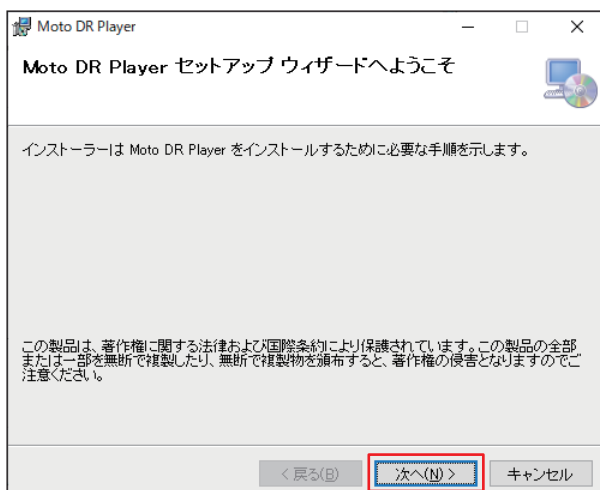 Moto DR Player
Moto DR Player セットアップ ウィザードへようこそ
インストーラーは Moto DR Player をインストールするために必要な手順を示します。
この製品は、著作権に関する法律および国際条約により保護されています。この製品の全部
または一部を無断で複製したり、無断で複製物を頒布すると、著作権の侵害となりますのでご
注意ください。
< 戻る(B)
次へ(N) >
キャンセル